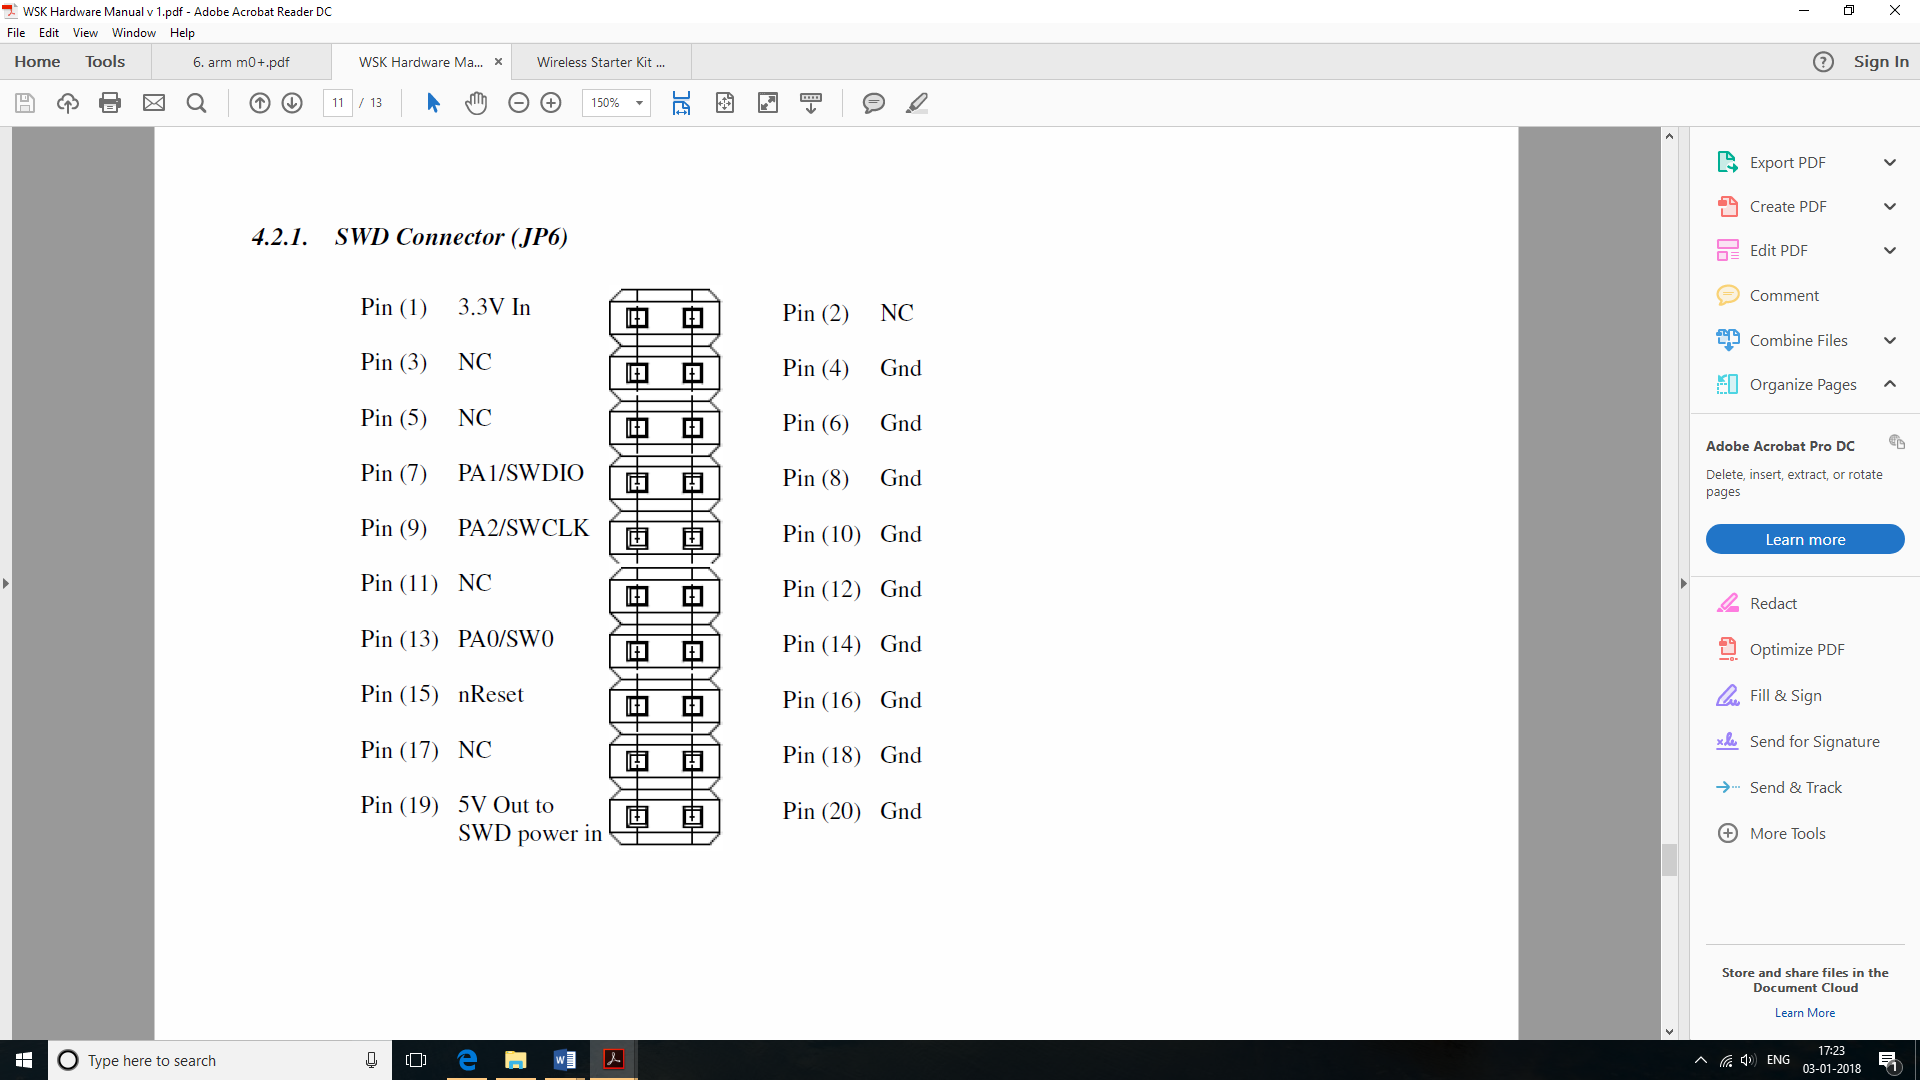 WSK Hardware Manual v 1.pdf - Adobe Acrobat Reader DC
File Edit View Window Help
Home Tools 6. arm m0+.pdf WSK Hardware Ma... × Wireless Starter Kit ... ? Sign In
11 / 13 150%
4.2.1. SWD Connector (JP6)
Pin (1) 3.3V In Pin (2) NC
Pin (3) NC Pin (4) Gnd
Pin (5) NC Pin (6) Gnd
Pin (7) PA1/SWDIO Pin (8) Gnd
Pin (9) PA2/SWCLK Pin (10) Gnd
Pin (11) NC Pin (12) Gnd
Pin (13) PA0/SW0 Pin (14) Gnd
Pin (15) nReset Pin (16) Gnd
Pin (17) NC Pin (18) Gnd
Pin (19) 5V Out to Pin (20) Gnd
SWD power in
Export PDF
Create PDF
Edit PDF
Comment
Combine Files
Organize Pages
Adobe Acrobat Pro DC
Delete, insert, extract, or rotate
pages
Learn more
Redact
Optimize PDF
Fill & Sign
Send for Signature
Send & Track
More Tools
Store and share files in the
Document Cloud
Learn More
Type here to search
ENG
17:23
03-01-2018
1